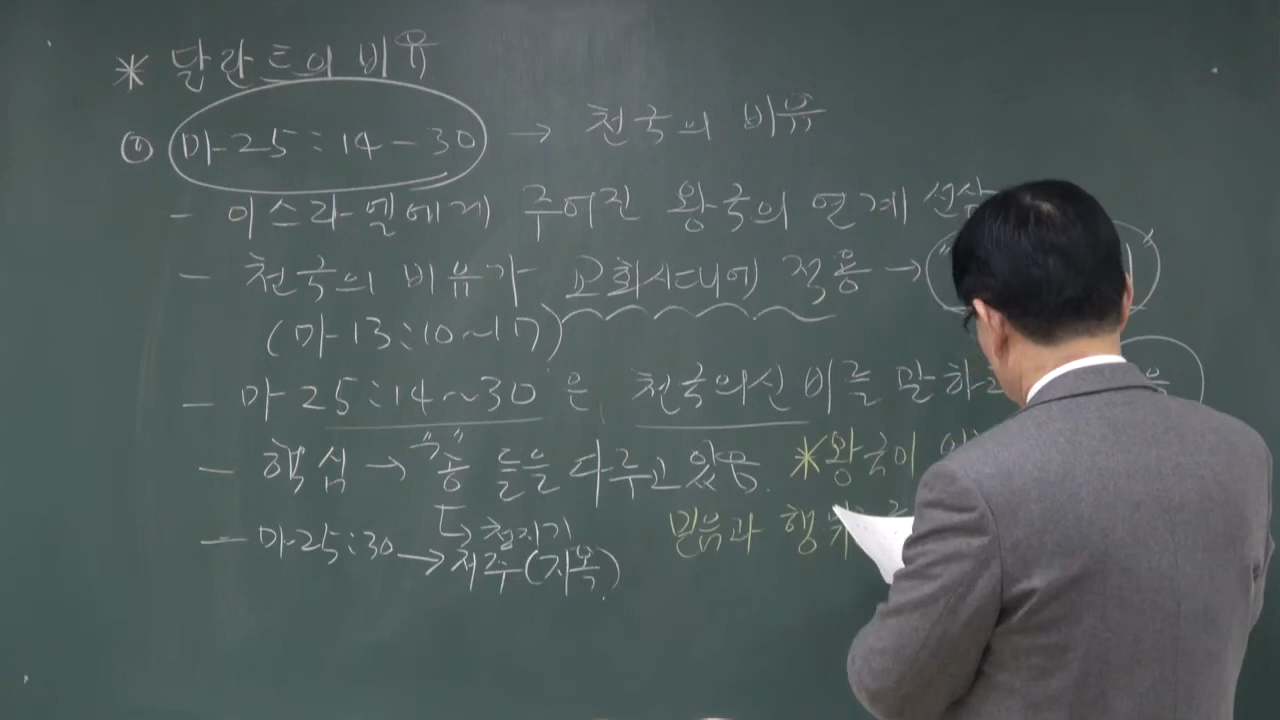 * 달란트의 비유
① 마 25:14-30 → 천국의 비유
- 이스라엘에게 주어진 왕국의 연계 선상
- 천국의 비유가 교회시대에 적용 →
(마 13:10~17)
- 마 25:14~30 은, 천국의 신비를 말하
- 핵심 → "종" 들을 다루고 있음. *왕국이
↳ 청지기 믿음과 행위
- 마 25:30 → 저주(지옥)